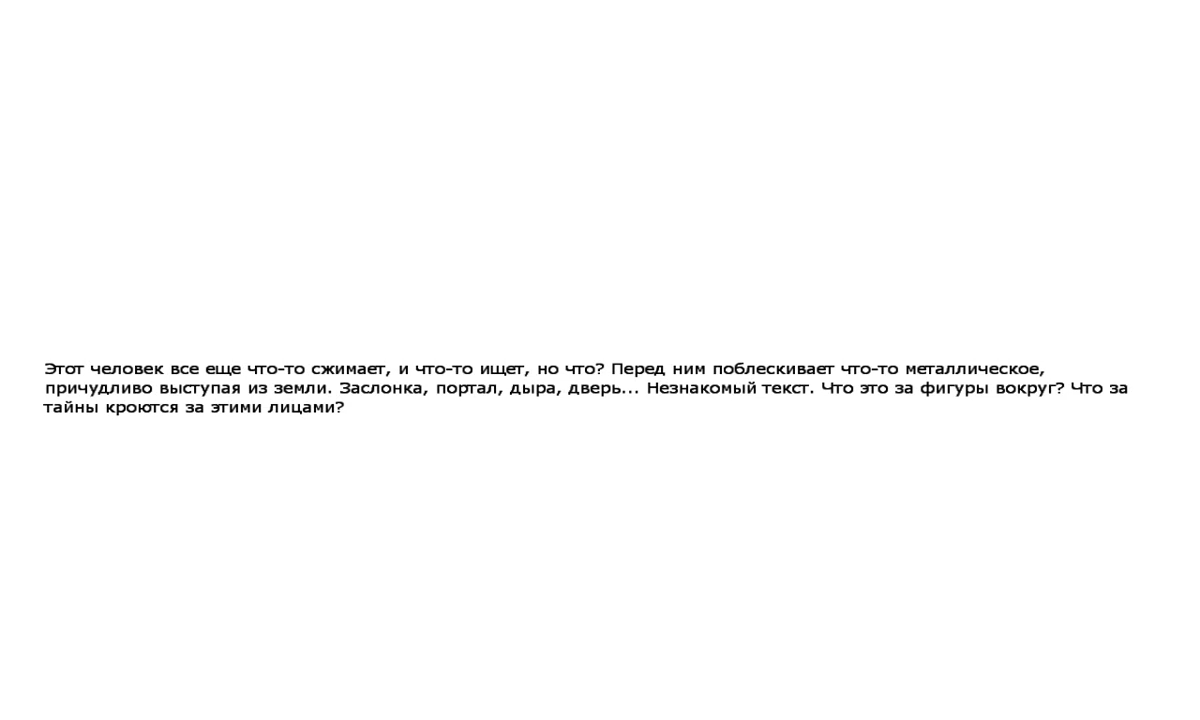 Этот человек все еще что-то сжимает, и что-то ищет, но что? Перед ним поблескивает что-то металлическое,
причудливо выступая из земли. Заслонка, портал, дыра, дверь... Незнакомый текст. Что это за фигуры вокруг? Что за
тайны кроются за этими лицами?